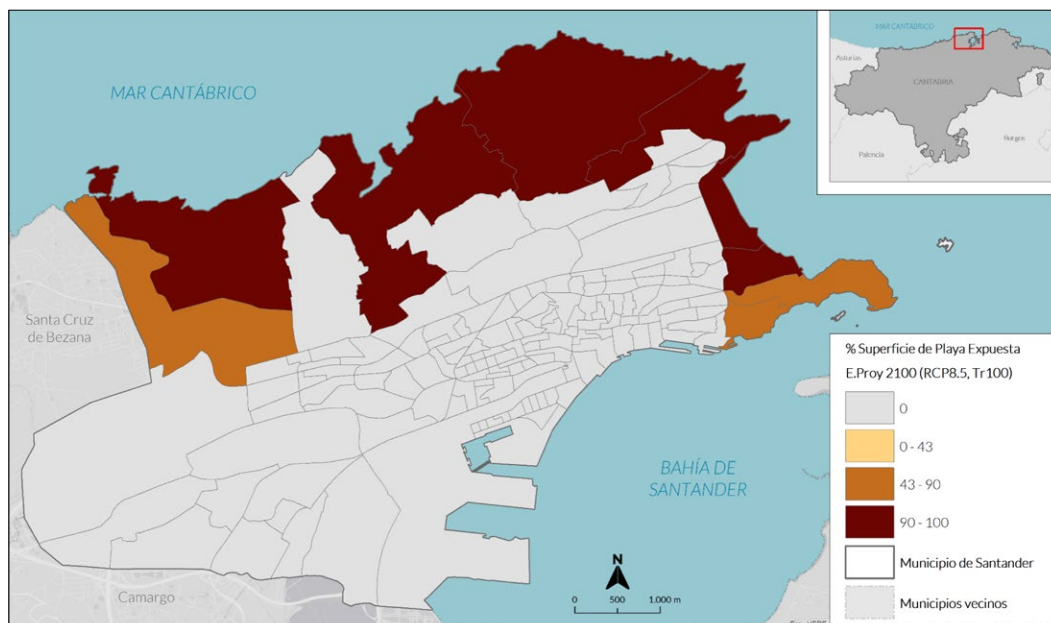 MAR CANTÁBRICO
MAR CANTÁBRICO
Asturias
CANTABRIA
Burgos
Palencia
Santa Cruz
de Bezana
BAHÍA DE
SANTANDER
Camargo
N
0 500 1.000 m
% Superficie de Playa Expuesta
E.Proy 2100 (RCP8.5, Tr100)
0
0 - 43
43 - 90
90 - 100
Municipio de Santander
Municipios vecinos